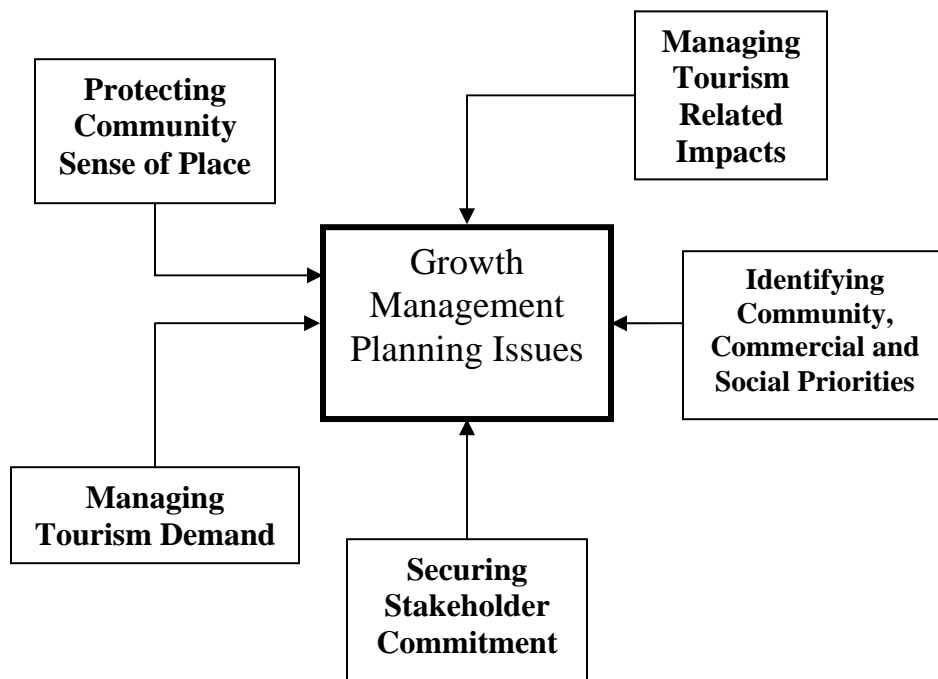 Managing
Tourism
Related
Impacts
Protecting
Community
Sense of Place
Growth
Management
Planning Issues
Identifying
Community,
Commercial and
Social Priorities
Managing
Tourism Demand
Securing
Stakeholder
Commitment